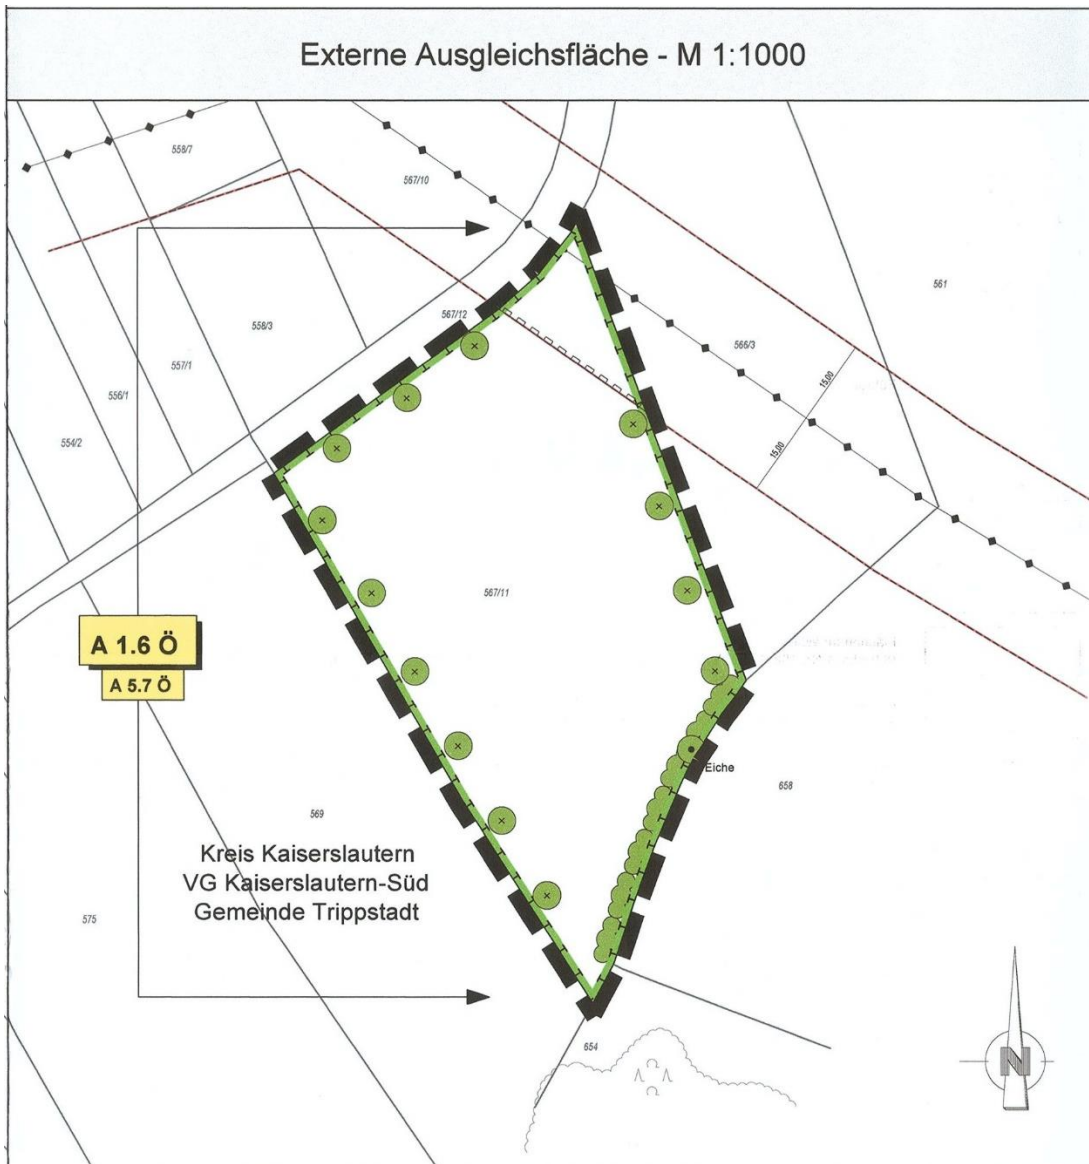 Externe Ausgleichsfläche - M 1:1000
558/7
567/10
561
567/12
558/3
566/3
557/1
15,00
556/1
554/2
15,00
567/11
A 1.6 Ö
A 5.7 Ö
Eiche
658
569
Kreis Kaiserslautern
VG Kaiserslautern-Süd
Gemeinde Trippstadt
575
654
N